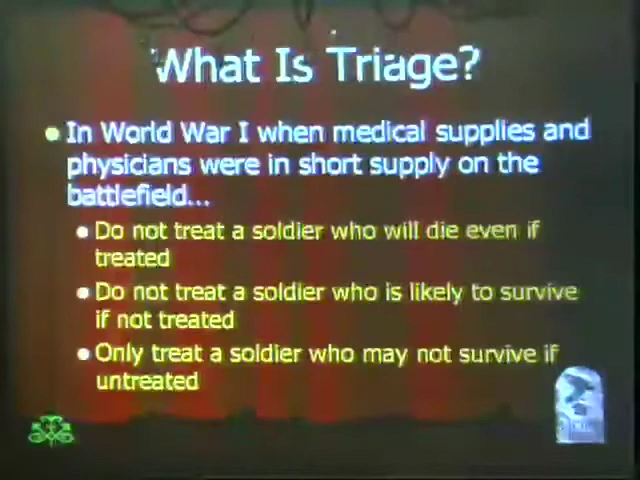 What Is Triage?
In World War I when medical supplies and
physicians were in short supply on the
battlefield...
Do not treat a soldier who will die even if
treated
Do not treat a soldier who is likely to survive
if not treated
Only treat a soldier who may not survive if
untreated